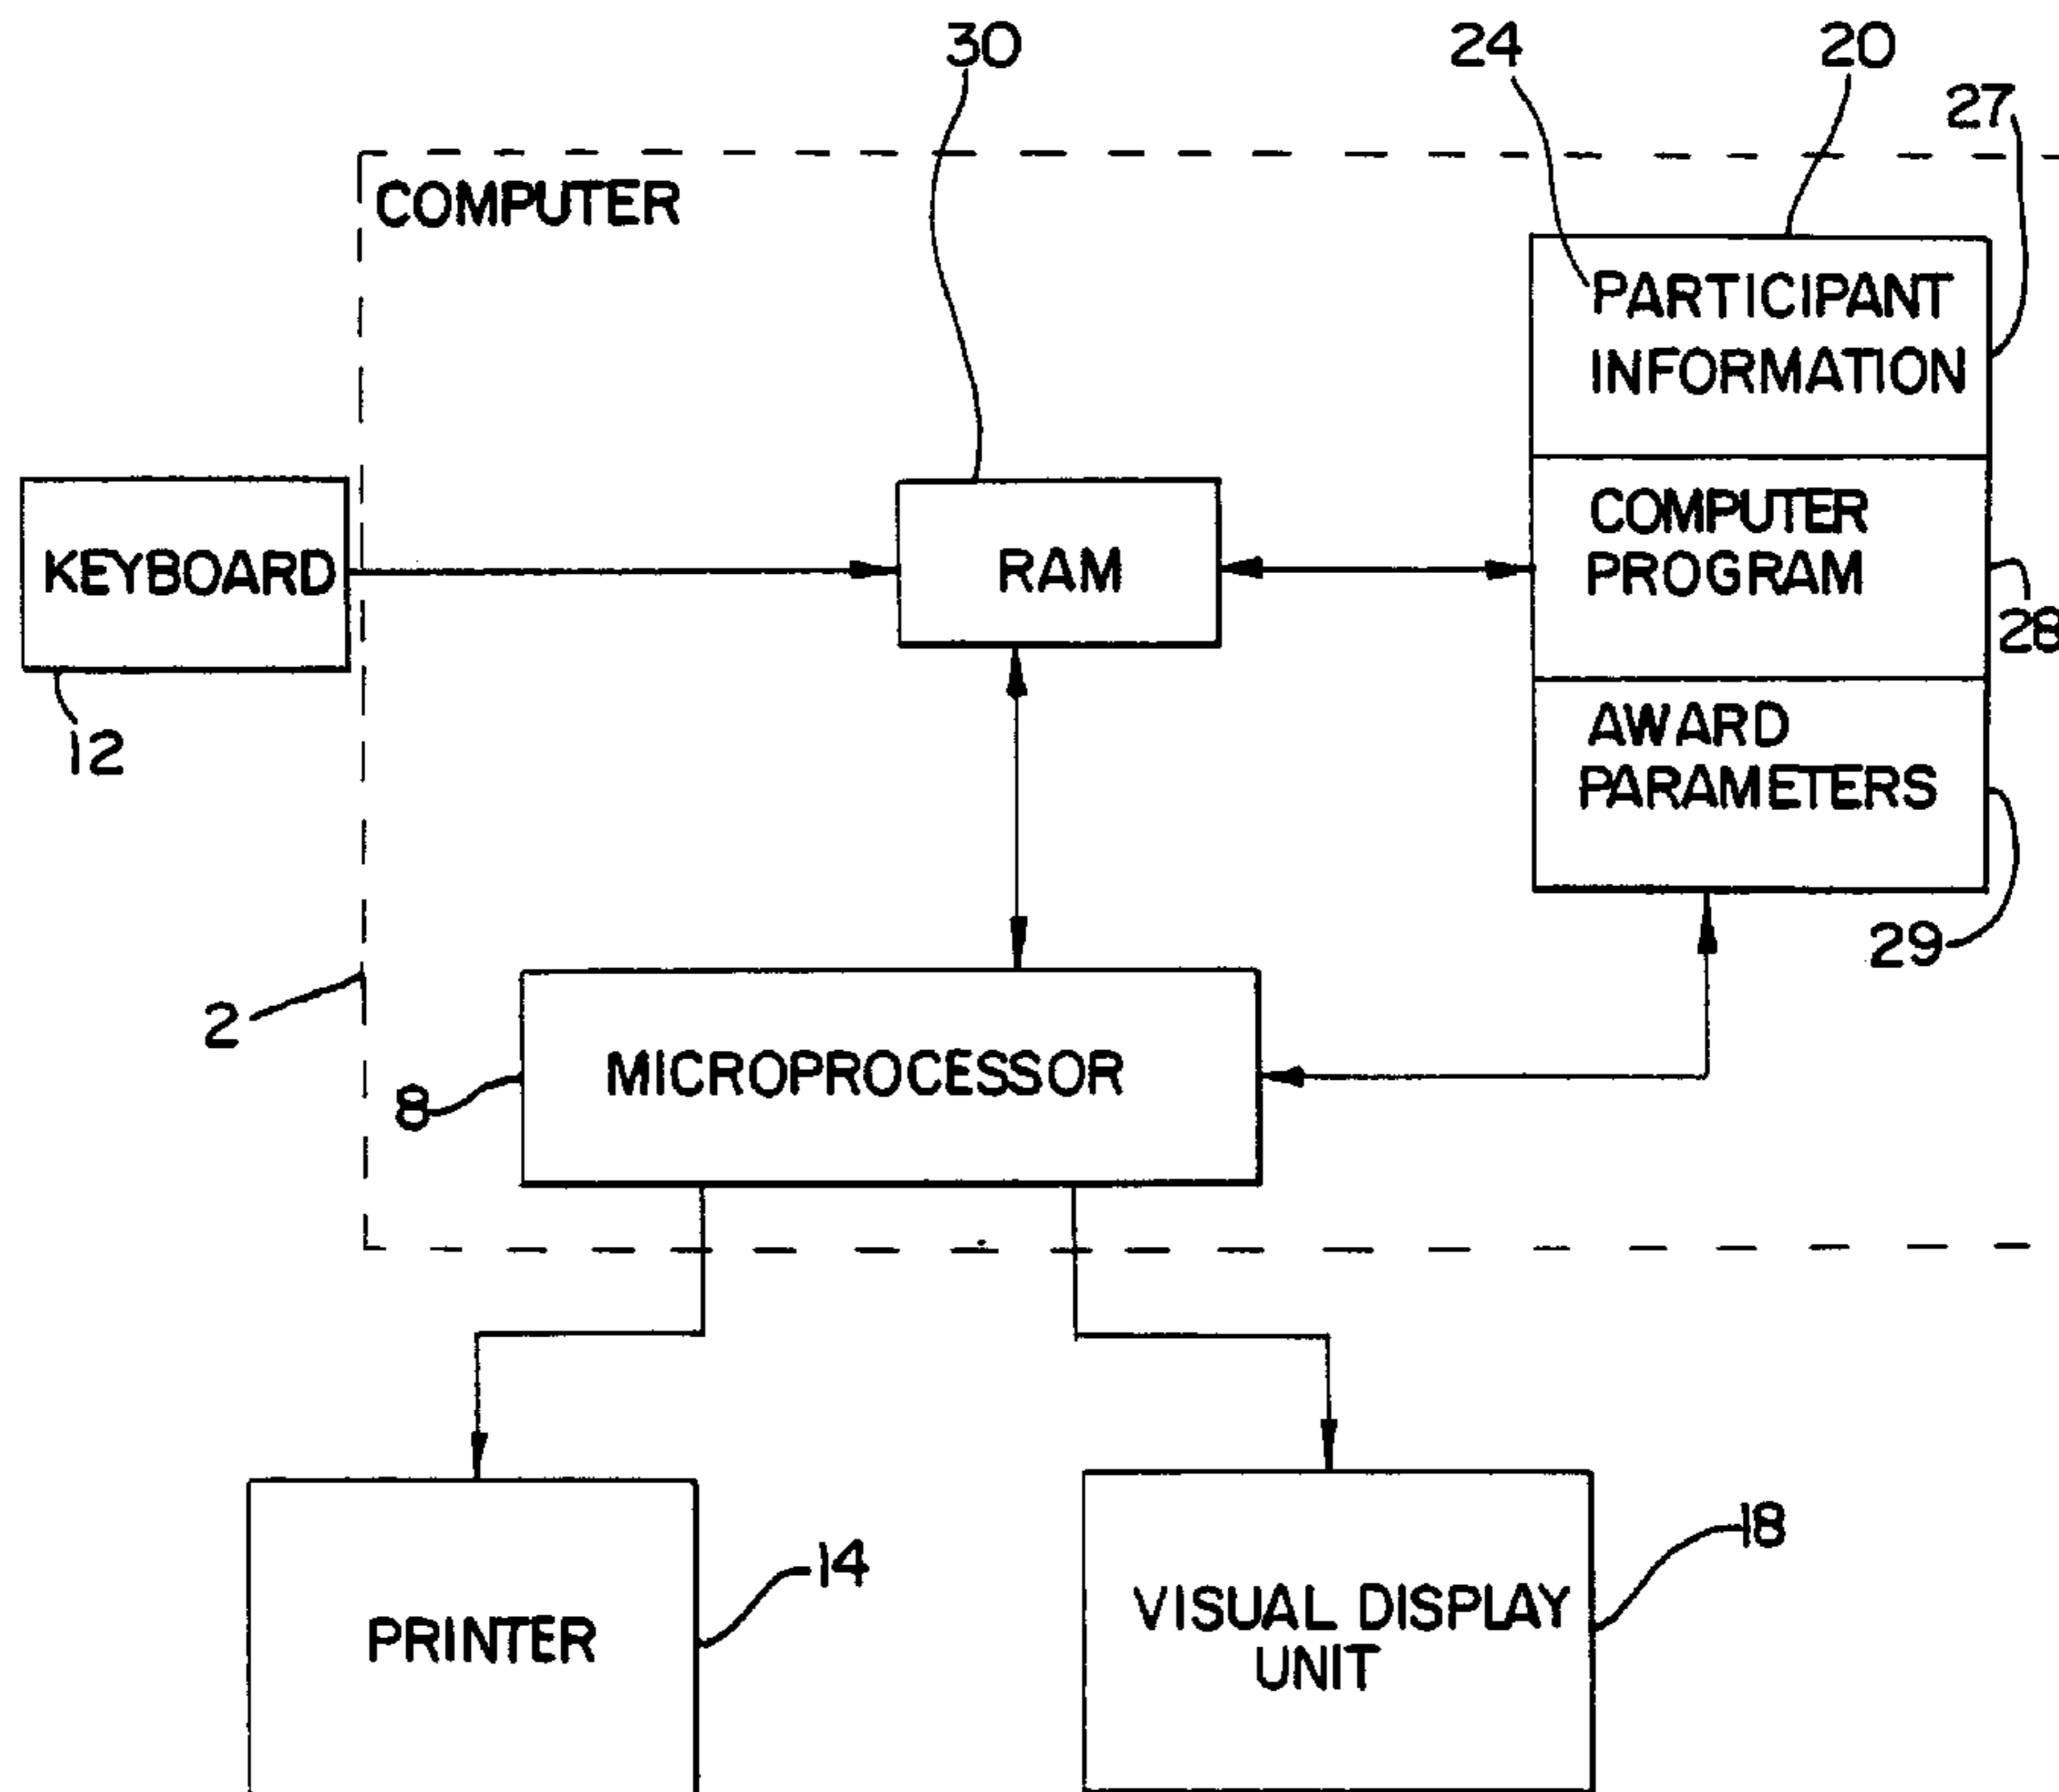 30
24
20
27
COMPUTER
PARTICIPANT
INFORMATION
KEYBOARD
RAM
COMPUTER
PROGRAM
28
12
AWARD
PARAMETERS
29
2
8
MICROPROCESSOR
14
18
PRINTER
VISUAL DISPLAY
UNIT